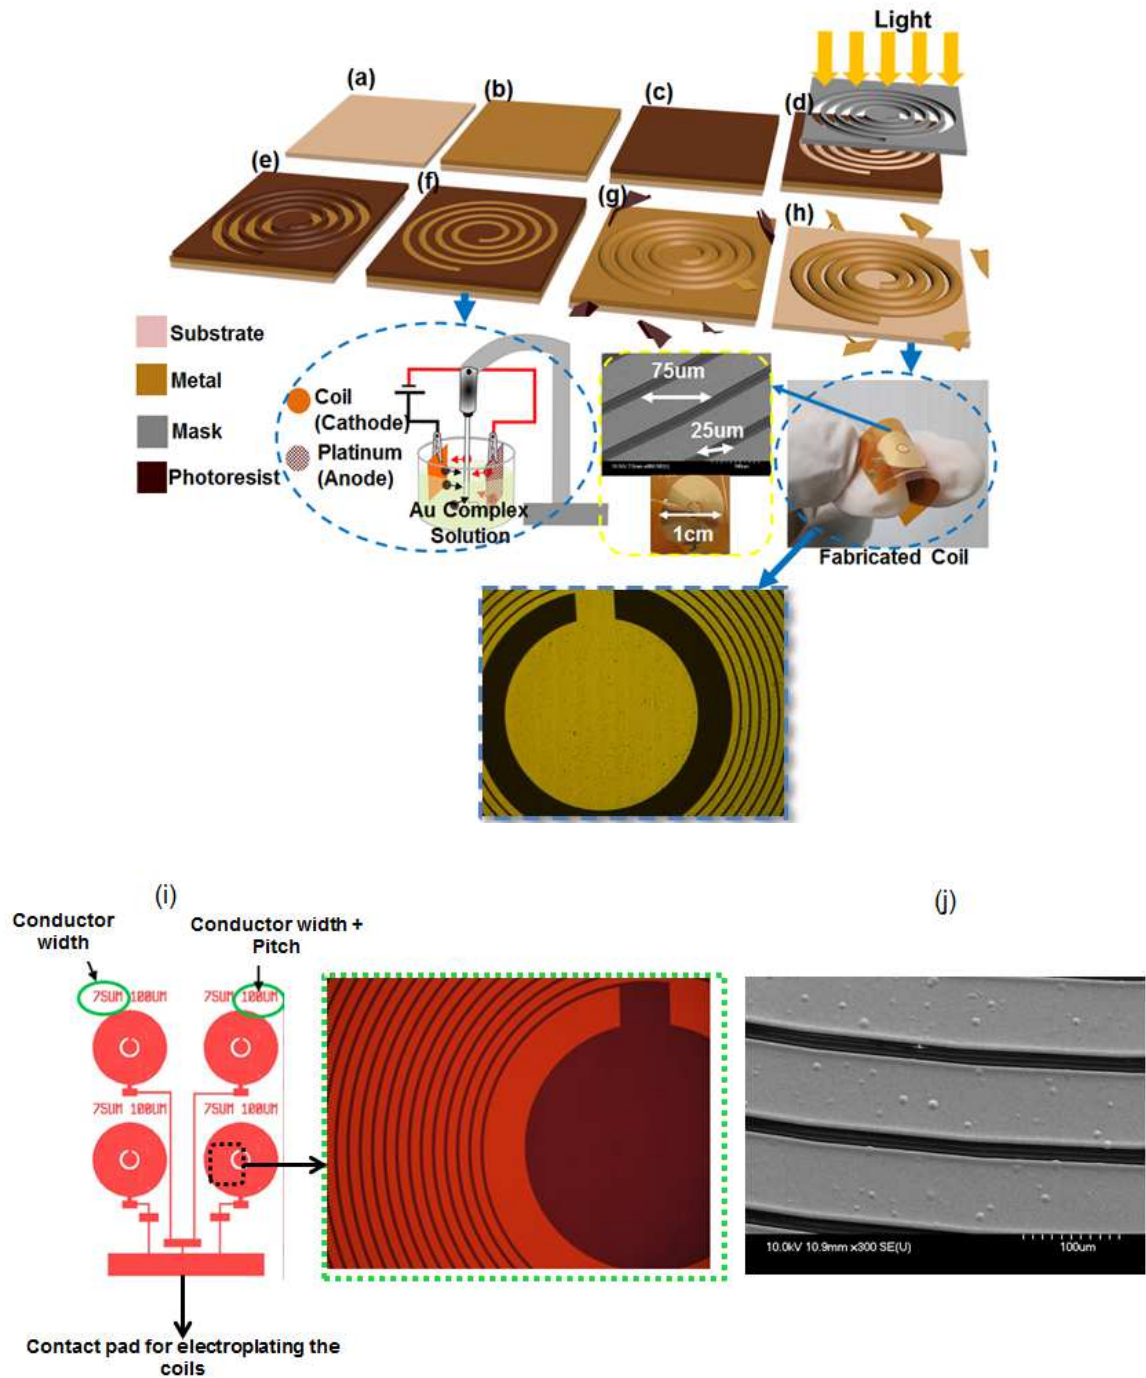 Light
(a)
(b)
(c)
(d)
(e)
(f)
(g)
(h)
Substrate
Metal
Mask
Photoresist
Coil
(Cathode)
Platinum
(Anode)
Au Complex
Solution
75um
25um
1cm
Fabricated Coil
(i)
(j)
Conductor
width
Conductor width +
Pitch
75UM 100UM
75UM 100UM
75UM 100UM
75UM 100UM
10.0kV 10.9mm x300 SE(U)
100um
Contact pad for electroplating the
coils